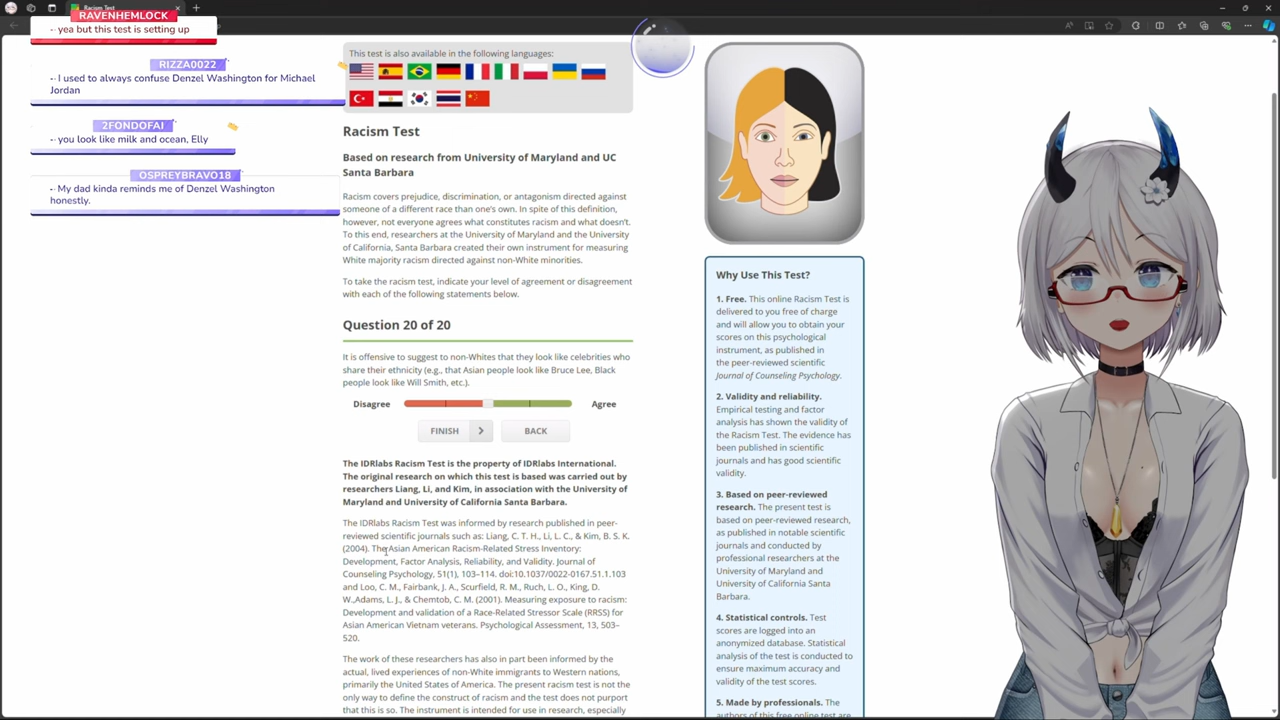 Racism Test
RAVENHEMLOCK
yea but this test is setting up
RIZZA0022
I used to always confuse Denzel Washington for Michael
Jordan
2FONDOFAI
you look like milk and ocean, Elly
OSPREYBRAVO18
My dad kinda reminds me of Denzel Washington
honestly.
This test is also available in the following languages:
Racism Test
Based on research from University of Maryland and UC
Santa Barbara
Racism covers prejudice, discrimination, or antagonism directed against
someone of a different race than one's own. In spite of this definition,
however, not everyone agrees what constitutes racism and what doesn't.
To this end, researchers at the University of Maryland and the University
of California, Santa Barbara created their own instrument for measuring
White majority racism directed against non-White minorities.
To take the racism test, indicate your level of agreement or disagreement
with each of the following statements below.
Question 20 of 20
It is offensive to suggest to non-Whites that they look like celebrities who
share their ethnicity (e.g., that Asian people look like Bruce Lee, Black
people look like Will Smith, etc.).
Disagree
Agree
FINISH
BACK
The IDRlabs Racism Test is the property of IDRlabs International.
The original research on which this test is based was carried out by
researchers Liang, Li, and Kim, in association with the University of
Maryland and University of California Santa Barbara.
The IDRlabs Racism Test was informed by research published in peer-
reviewed scientific journals such as: Liang, C. T. H., Li, L. C., & Kim, B. S. K.
(2004). The Asian American Racism-Related Stress Inventory:
Development, Factor Analysis, Reliability, and Validity. Journal of
Counseling Psychology, 51(1), 103–114. doi:10.1037/0022-0167.51.1.103
and Loo, C. M., Fairbank, J. A., Scurfield, R. M., Ruch, L. O., King, D.
W.,Adams, L. J., & Chemtob, C. M. (2001). Measuring exposure to racism:
Development and validation of a Race-Related Stressor Scale (RRSS) for
Asian American Vietnam veterans. Psychological Assessment, 13, 503–
520.
The work of these researchers has also in part been informed by the
actual, lived experiences of non-White immigrants to Western nations,
primarily the United States of America. The present racism test is not the
only way to define the construct of racism and the test does not purport
that this is so. The instrument is intended for use in research, especially
Why Use This Test?
1. Free. This online Racism Test is
delivered to you free of charge
and will allow you to obtain your
scores on this psychological
instrument, as published in
the peer-reviewed scientific
Journal of Counseling Psychology.
2. Validity and reliability.
Empirical testing and factor
analysis has shown the validity of
the Racism Test. The evidence has
been published in scientific
journals and has good scientific
validity.
3. Based on peer-reviewed
research. The present test is
based on peer-reviewed research,
as published in notable scientific
journals and conducted by
professional researchers at the
University of Maryland and
University of California Santa
Barbara.
4. Statistical controls. Test
scores are logged into an
anonymized database. Statistical
analysis of the test is conducted to
ensure maximum accuracy and
validity of the test scores.
5. Made by professionals. The
authors of this free online test are